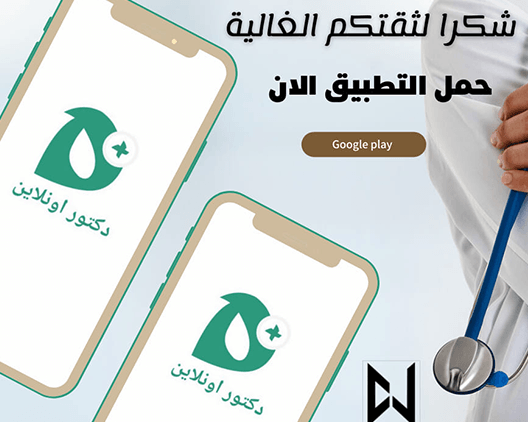 شكرا لثقتكم الغالية
حمل التطبيق الان
Google play
دكتور اونلاين
دكتور اونلاين